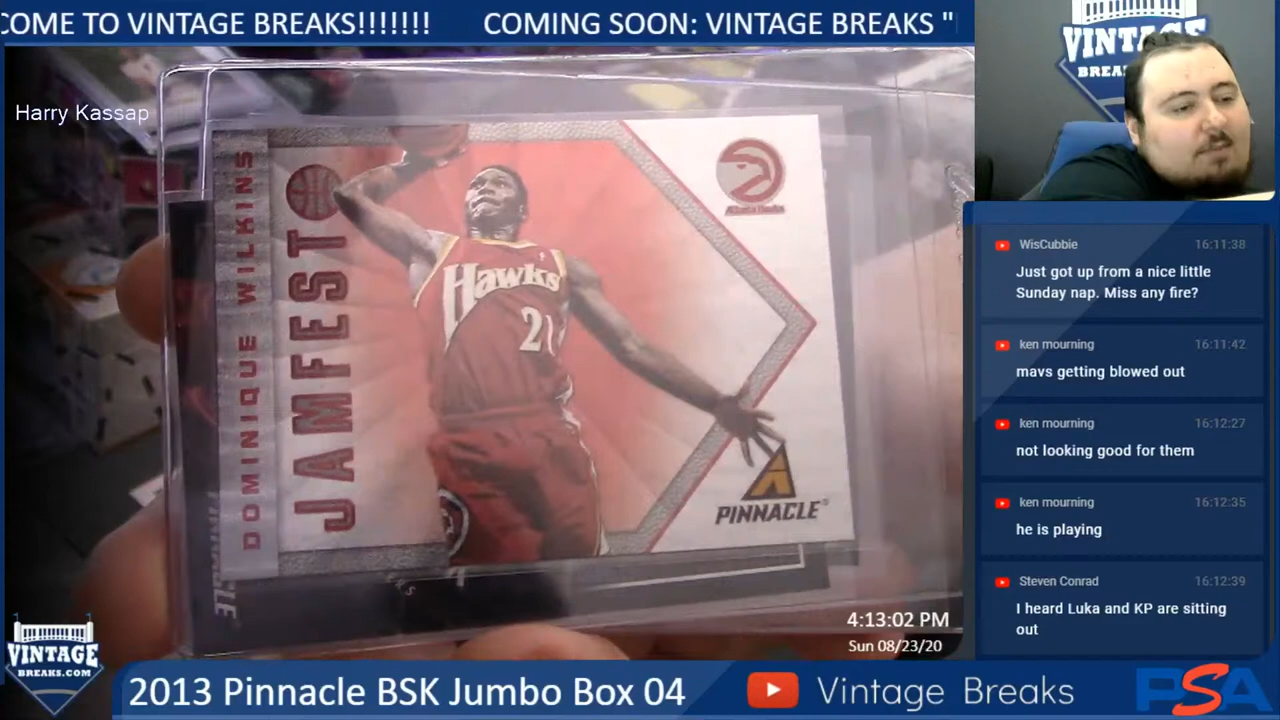 COME TO VINTAGE BREAKS!!!!!!! COMING SOON: VINTAGE BREAKS "
Harry Kassap
DOMINIQUE WILKINS
JAMFEST
Hawks
21
Atlanta Hawks
PINNACLE®
VINTAGE
BREA
WisCubbie 16:11:38
Just got up from a nice little
Sunday nap. Miss any fire?
ken mourning 16:11:42
mavs getting blowed out
ken mourning 16:12:27
not looking good for them
ken mourning 16:12:35
he is playing
Steven Conrad 16:12:39
I heard Luka and KP are sitting
out
4:13:02 PM
Sun 08/23/20
VINTAGE
BREAKS.COM
2013 Pinnacle BSK Jumbo Box 04
Vintage Breaks
PSA